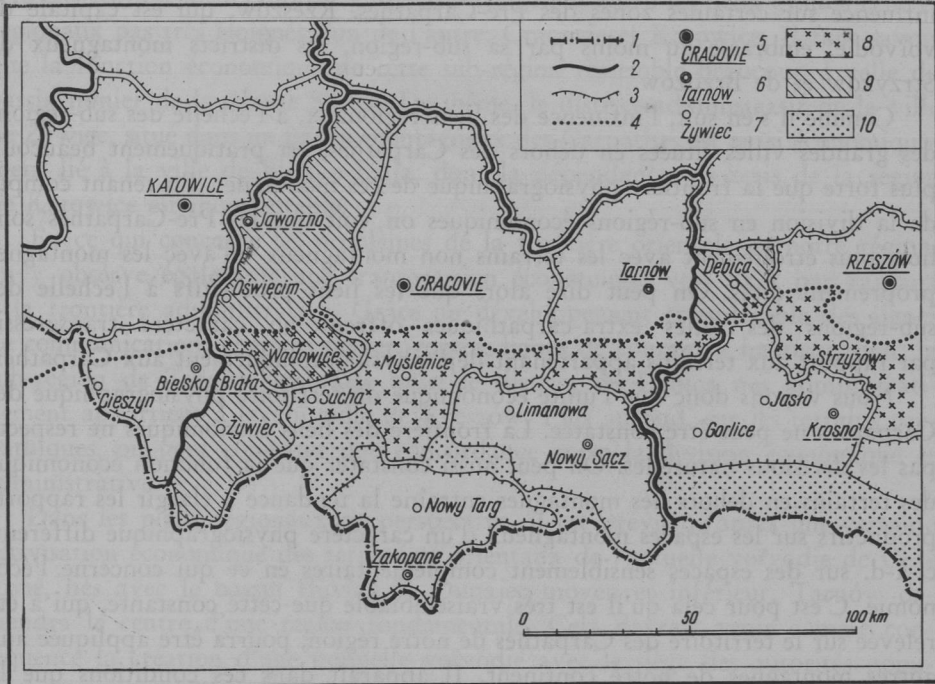 1 CRACOVIE 5 8
2 Tarnów 6 9
3
4 Żywiec 7 10
KATOWICE
Jaworzno
Oświęcim
CRACOVIE
Tarnów
Dębica
RZESZÓW
Wadowice
Myślenice
Strzyżów
Cieszyn
Bielsko Biała
Sucha
Limanowa
Jasło
Żywiec
Gorlice
Krosno
Nowy Sącz
Nowy Targ
Zakopane
0 50 100 km